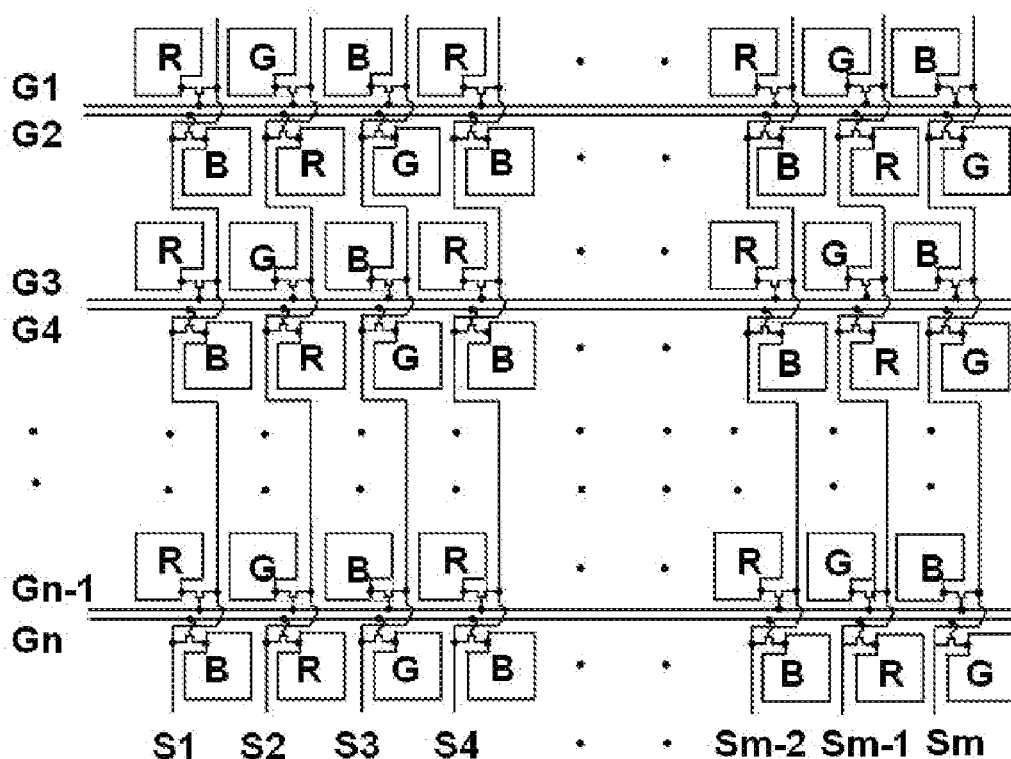 R G B R R G B
G1
G2
B R G B B R G
R G B R R G B
G3
G4
B R G B B R G
R G B R R G B
Gn-1
Gn
B R G B B R G
S1 S2 S3 S4 Sm-2 Sm-1 Sm